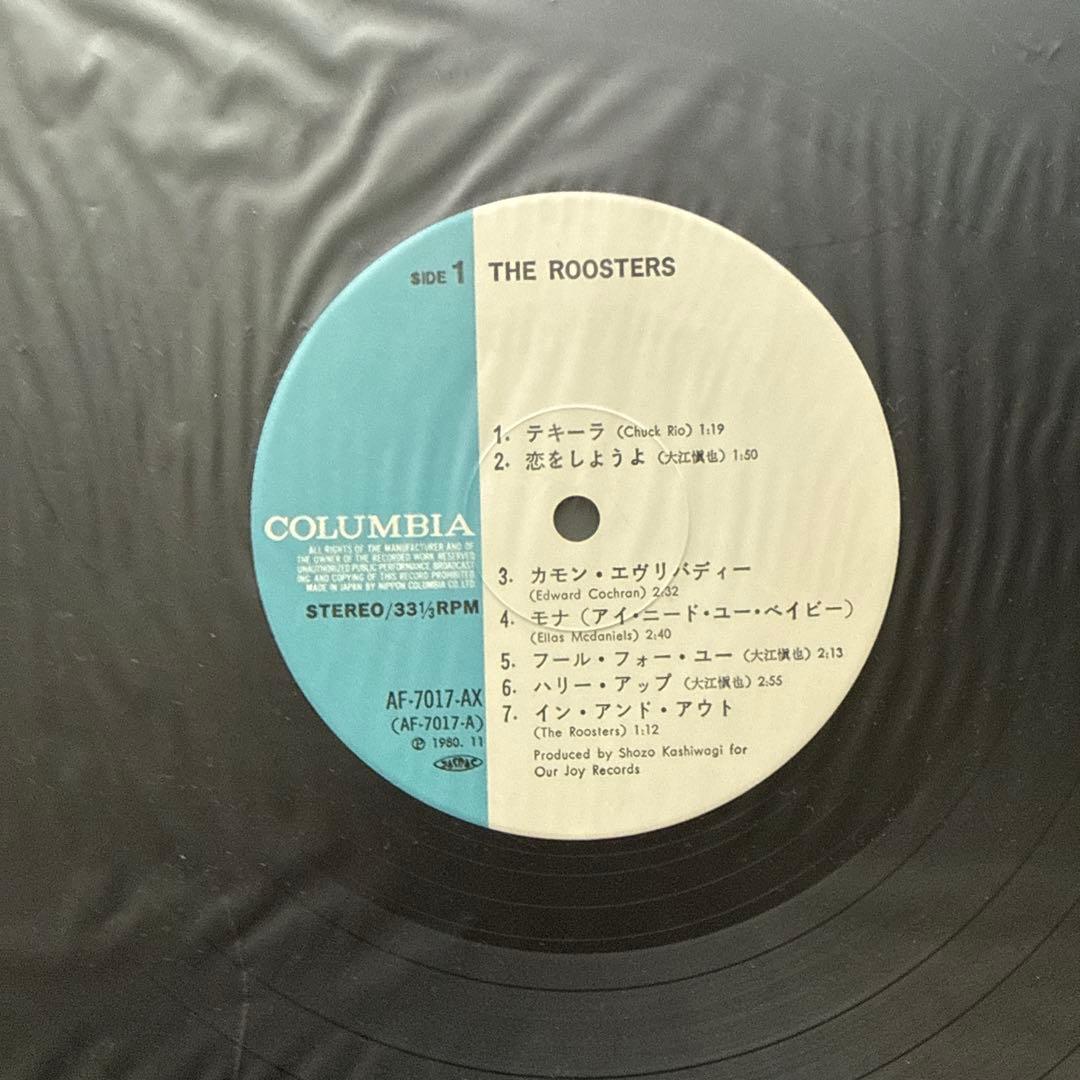 SIDE 1
THE ROOSTERS
1. テキーラ (Chuck Rio) 1:19
2. 恋をしようよ (大江慎也) 1:50
3. カモン・エヴリバディー
(Edward Cochran) 2:32
4. モナ (アイ・ニード・ユー・ベイビー)
(Ellas Mcdaniels) 2:40
5. フール・フォー・ユー (大江慎也) 2:13
6. ハリー・アップ (大江慎也) 2:55
7. イン・アンド・アウト
(The Roosters) 1:12
Produced by Shozo Kashiwagi for
Our Joy Records
COLUMBIA
ALL RIGHTS OF THE MANUFACTURER AND OF
THE OWNER OF THE RECORDED WORK RESERVED
UNAUTHORIZED PUBLIC PERFORMANCE BROADCAST
ING AND COPYING OF THIS RECORD PROHIBITED
MADE IN JAPAN BY NIPPON COLUMBIA CO. LTD.
STEREO/33⅓RPM
AF-7017-AX
(AF-7017-A)
Ⓟ 1980. 11